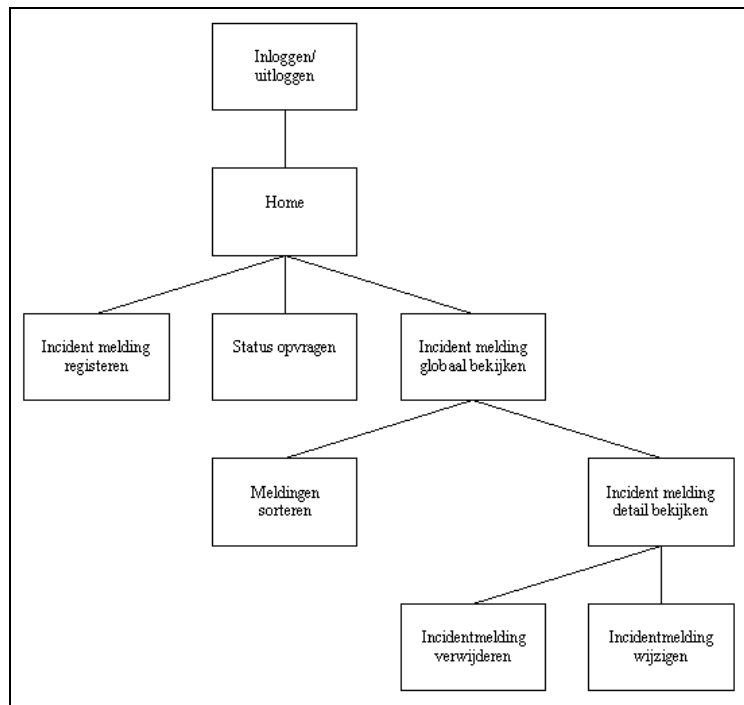 Inloggen/
uitloggen
Home
Incident melding
registeren
Status opvragen
Incident melding
globaal bekijken
Meldingen
sorteren
Incident melding
detail bekijken
Incidentmelding
verwijderen
Incidentmelding
wijzigen